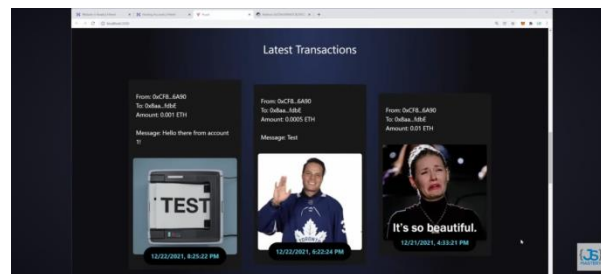 Latest Transactions
From: 0xCF8...6A90
To: 0x8aa...fdbE
Amount: 0.001 ETH
Message: Hello there from account
1!
TEST
12/22/2021, 8:25:22 PM
From: 0xCF8...6A90
To: 0x8aa...fdbE
Amount: 0.0005 ETH
Message: Test
TORONTO
12/22/2021, 6:22:24 PM
From: 0xCF8...6A90
To: 0x8aa...fdbE
Amount: 0.01 ETH
It's so beautiful.
12/21/2021, 4:53:21 PM
JS